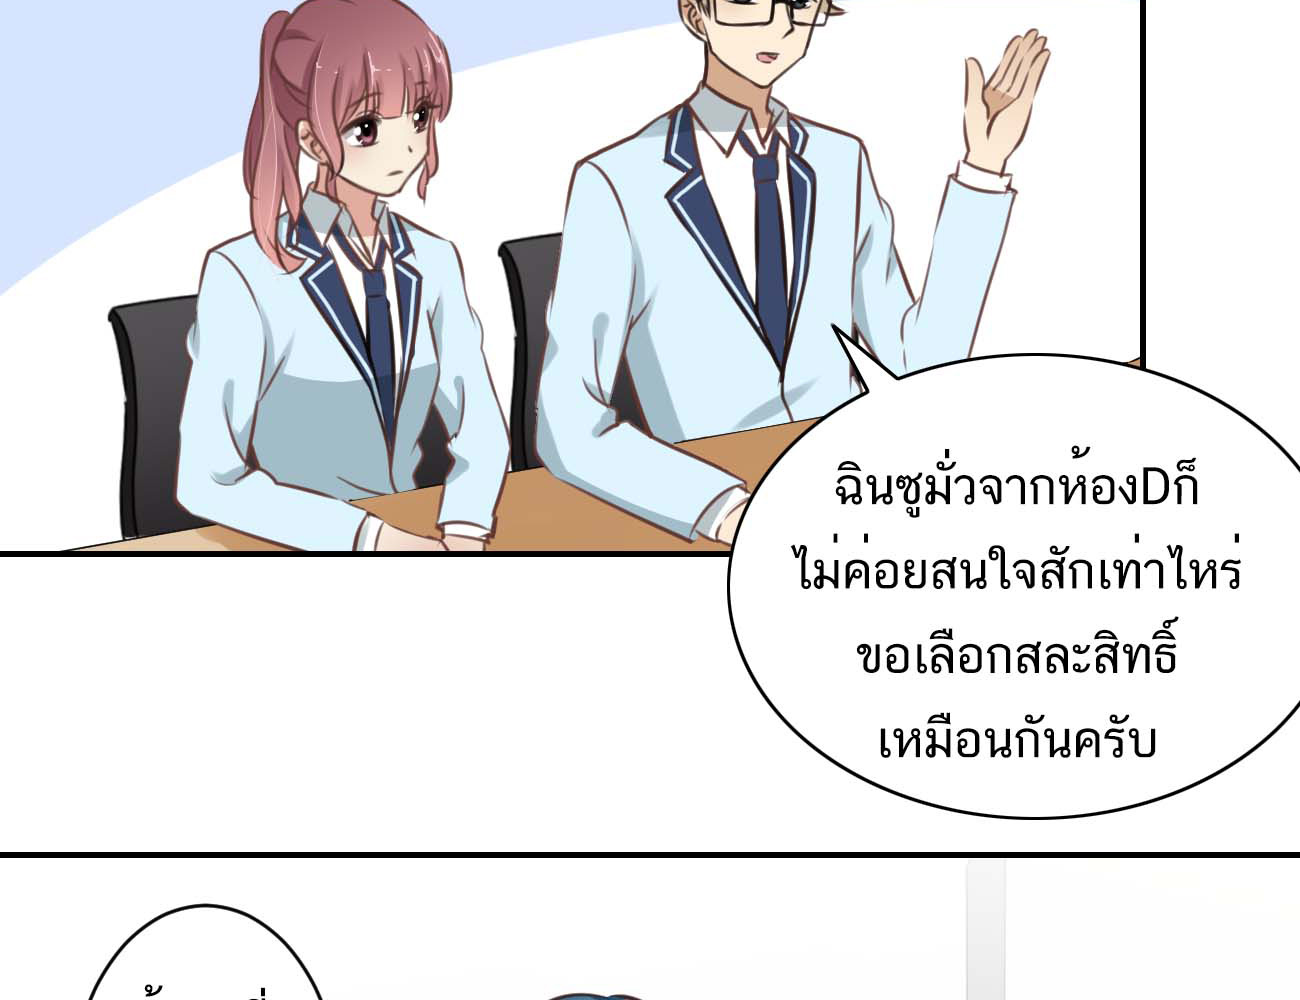 ฉินซูมั่วจากห้องDก็
ไม่ค่อยสนใจสักเท่าไหร่
ขอเลือกสละสิทธิ์
เหมือนกันครับ